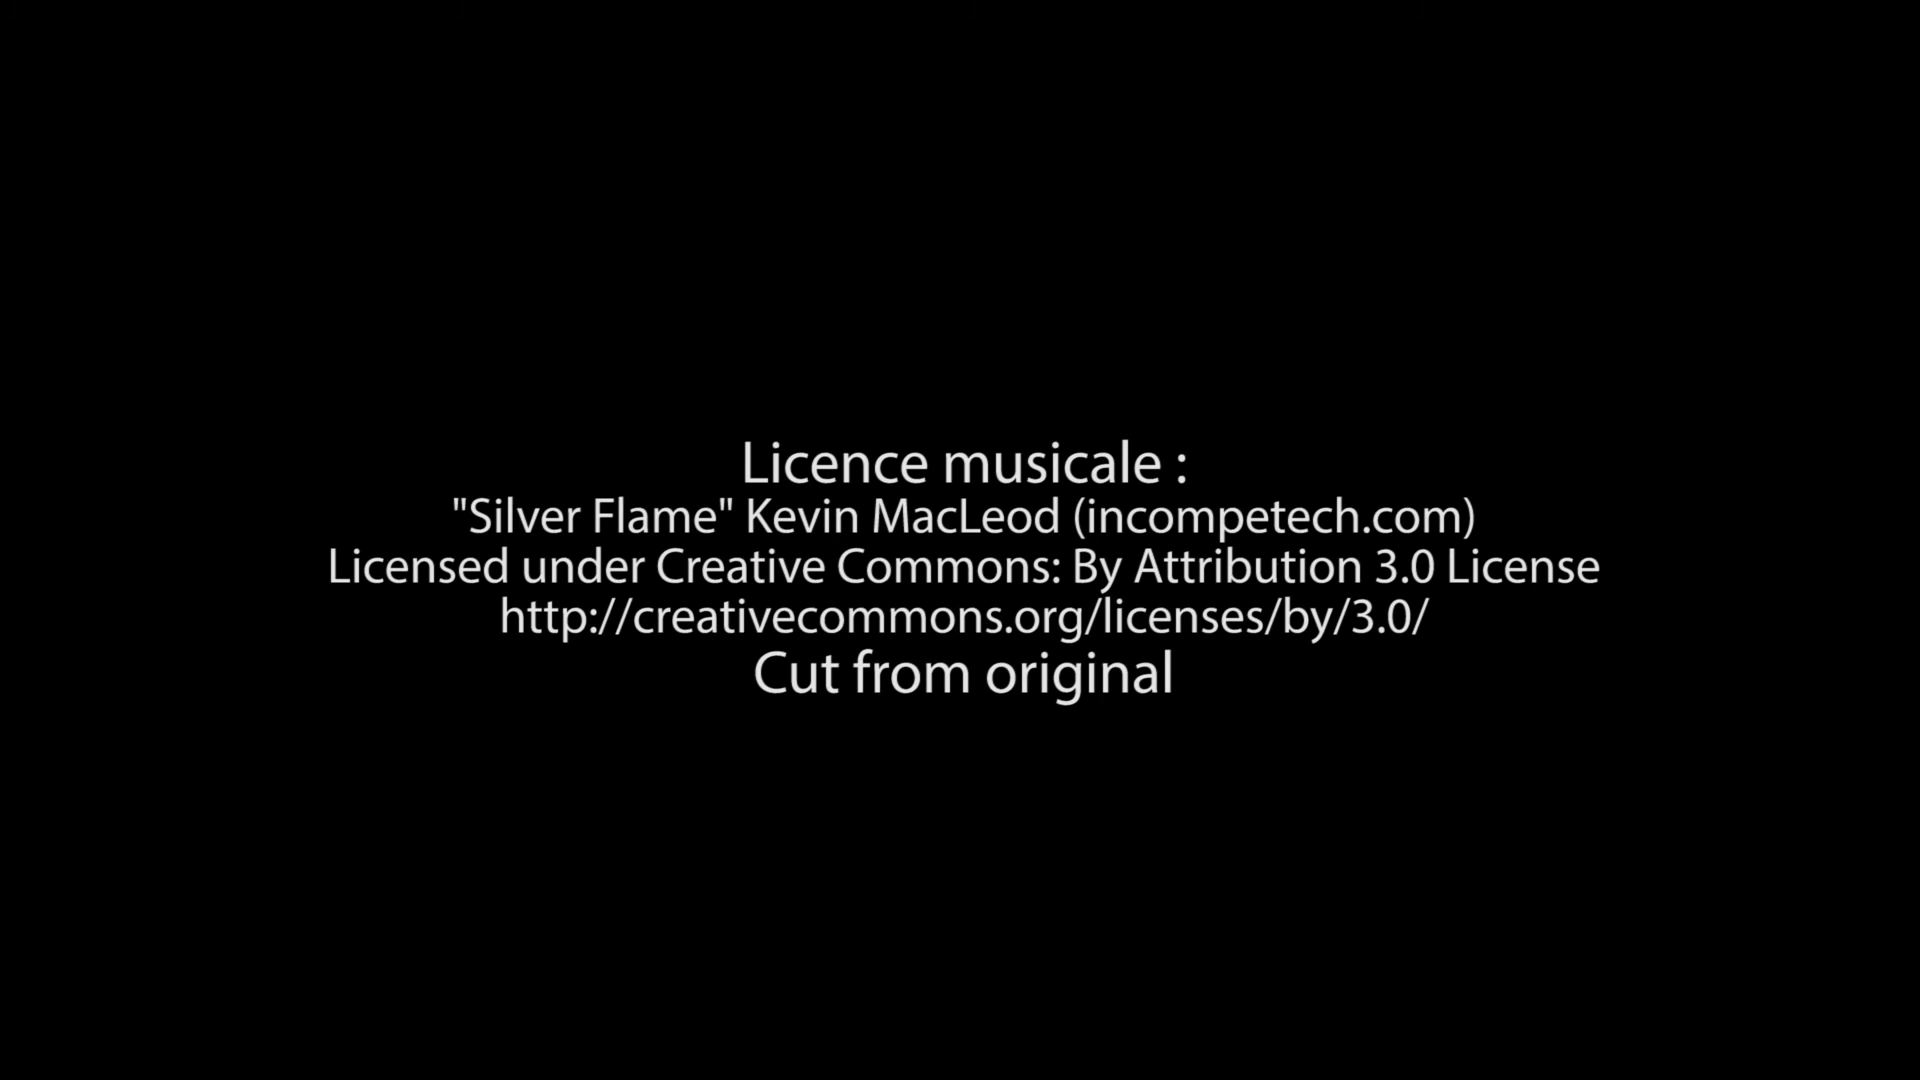 Licence musicale :
"Silver Flame" Kevin MacLeod (incompetech.com)
Licensed under Creative Commons: By Attribution 3.0 License
http://creativecommons.org/licenses/by/3.0/
Cut from original